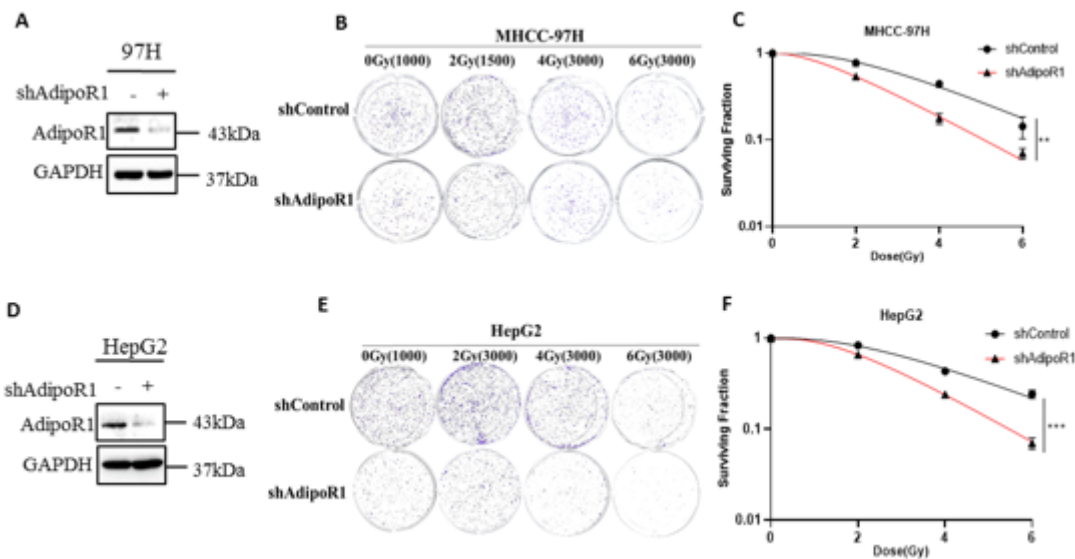 A
97H
shAdipoR1 - +
AdipoR1 43kDa
GAPDH 37kDa
B
MHCC-97H
0Gy(1000) 2Gy(1500) 4Gy(3000) 6Gy(3000)
shControl
shAdipoR1
C
MHCC-97H
shControl
shAdipoR1
Surviving Fraction
1
0.1
0.01
**
0 2 4 6
Dose(Gy)
D
HepG2
shAdipoR1 - +
AdipoR1 43kDa
GAPDH 37kDa
E
HepG2
0Gy(1000) 2Gy(3000) 4Gy(3000) 6Gy(3000)
shControl
shAdipoR1
F
HepG2
shControl
shAdipoR1
Surviving Fraction
1
0.1
0.01
***
0 2 4 6
Dose(Gy)